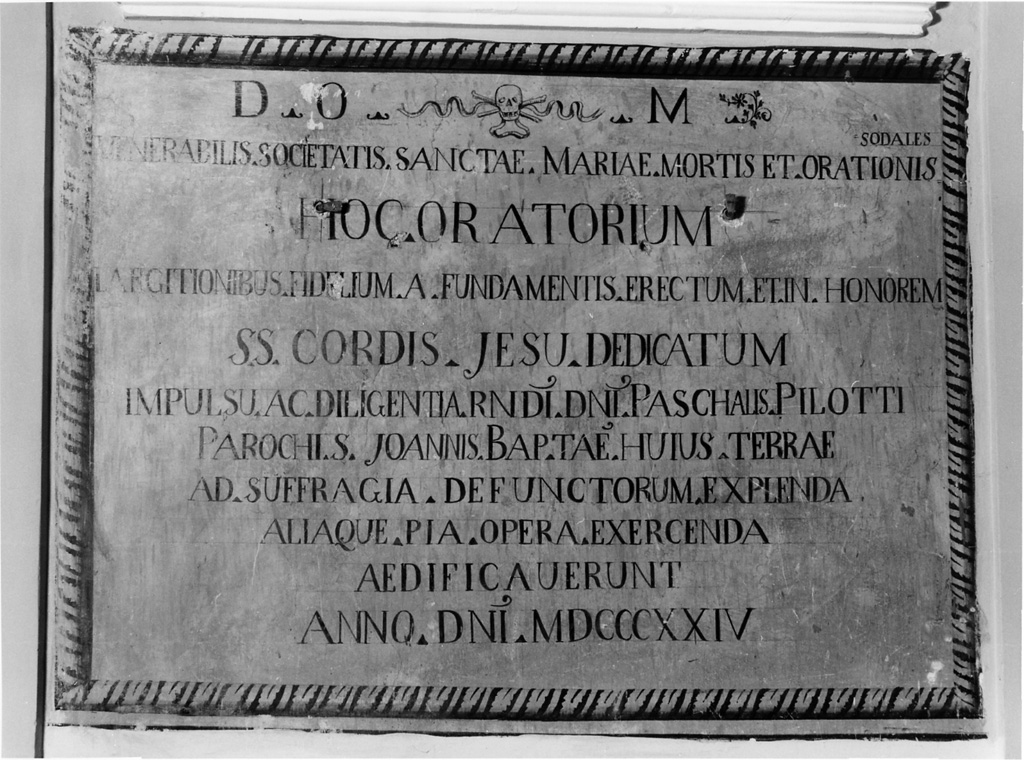 D.O. .M
SODALES
VENERABILIS.SOCIETATIS.SANCTAE.MARIAE.MORTIS ET.ORATIONIS
HOC.ORATORIUM
LARGITIONIBUS.FIDELIUM.A.FUNDAMENTIS.ERECTUM.ET.IN.HONOREM
SS.CORDIS.JESU.DEDICATUM
IMPULSU.AC.DILIGENTIA.RNDI.DNI.PASCHALIS.PILOTTI
PAROCHI.S.JOANNIS.BAP.TAE.HUIUS.TERRAE
AD.SUFFRAGIA.DEFUNCTORUM.EXPLENDA
ALIAQUE.PIA.OPERA.EXERCENDA
AEDIFICAUERUNT
ANNO.DNI.MDCCCXXIV